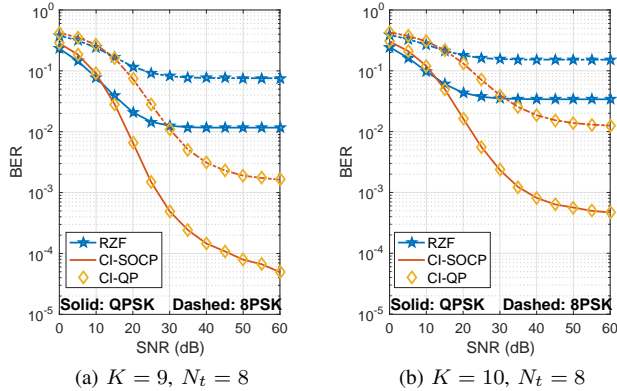 10^0
10^-1
10^-2
10^-3
10^-4
10^-5
BER
RZF
CI-SOCP
CI-QP
Solid: QPSK Dashed: 8PSK
0 10 20 30 40 50 60
SNR (dB)
(a) K = 9, N_t = 8
10^0
10^-1
10^-2
10^-3
10^-4
10^-5
BER
RZF
CI-SOCP
CI-QP
Solid: QPSK Dashed: 8PSK
0 10 20 30 40 50 60
SNR (dB)
(b) K = 10, N_t = 8